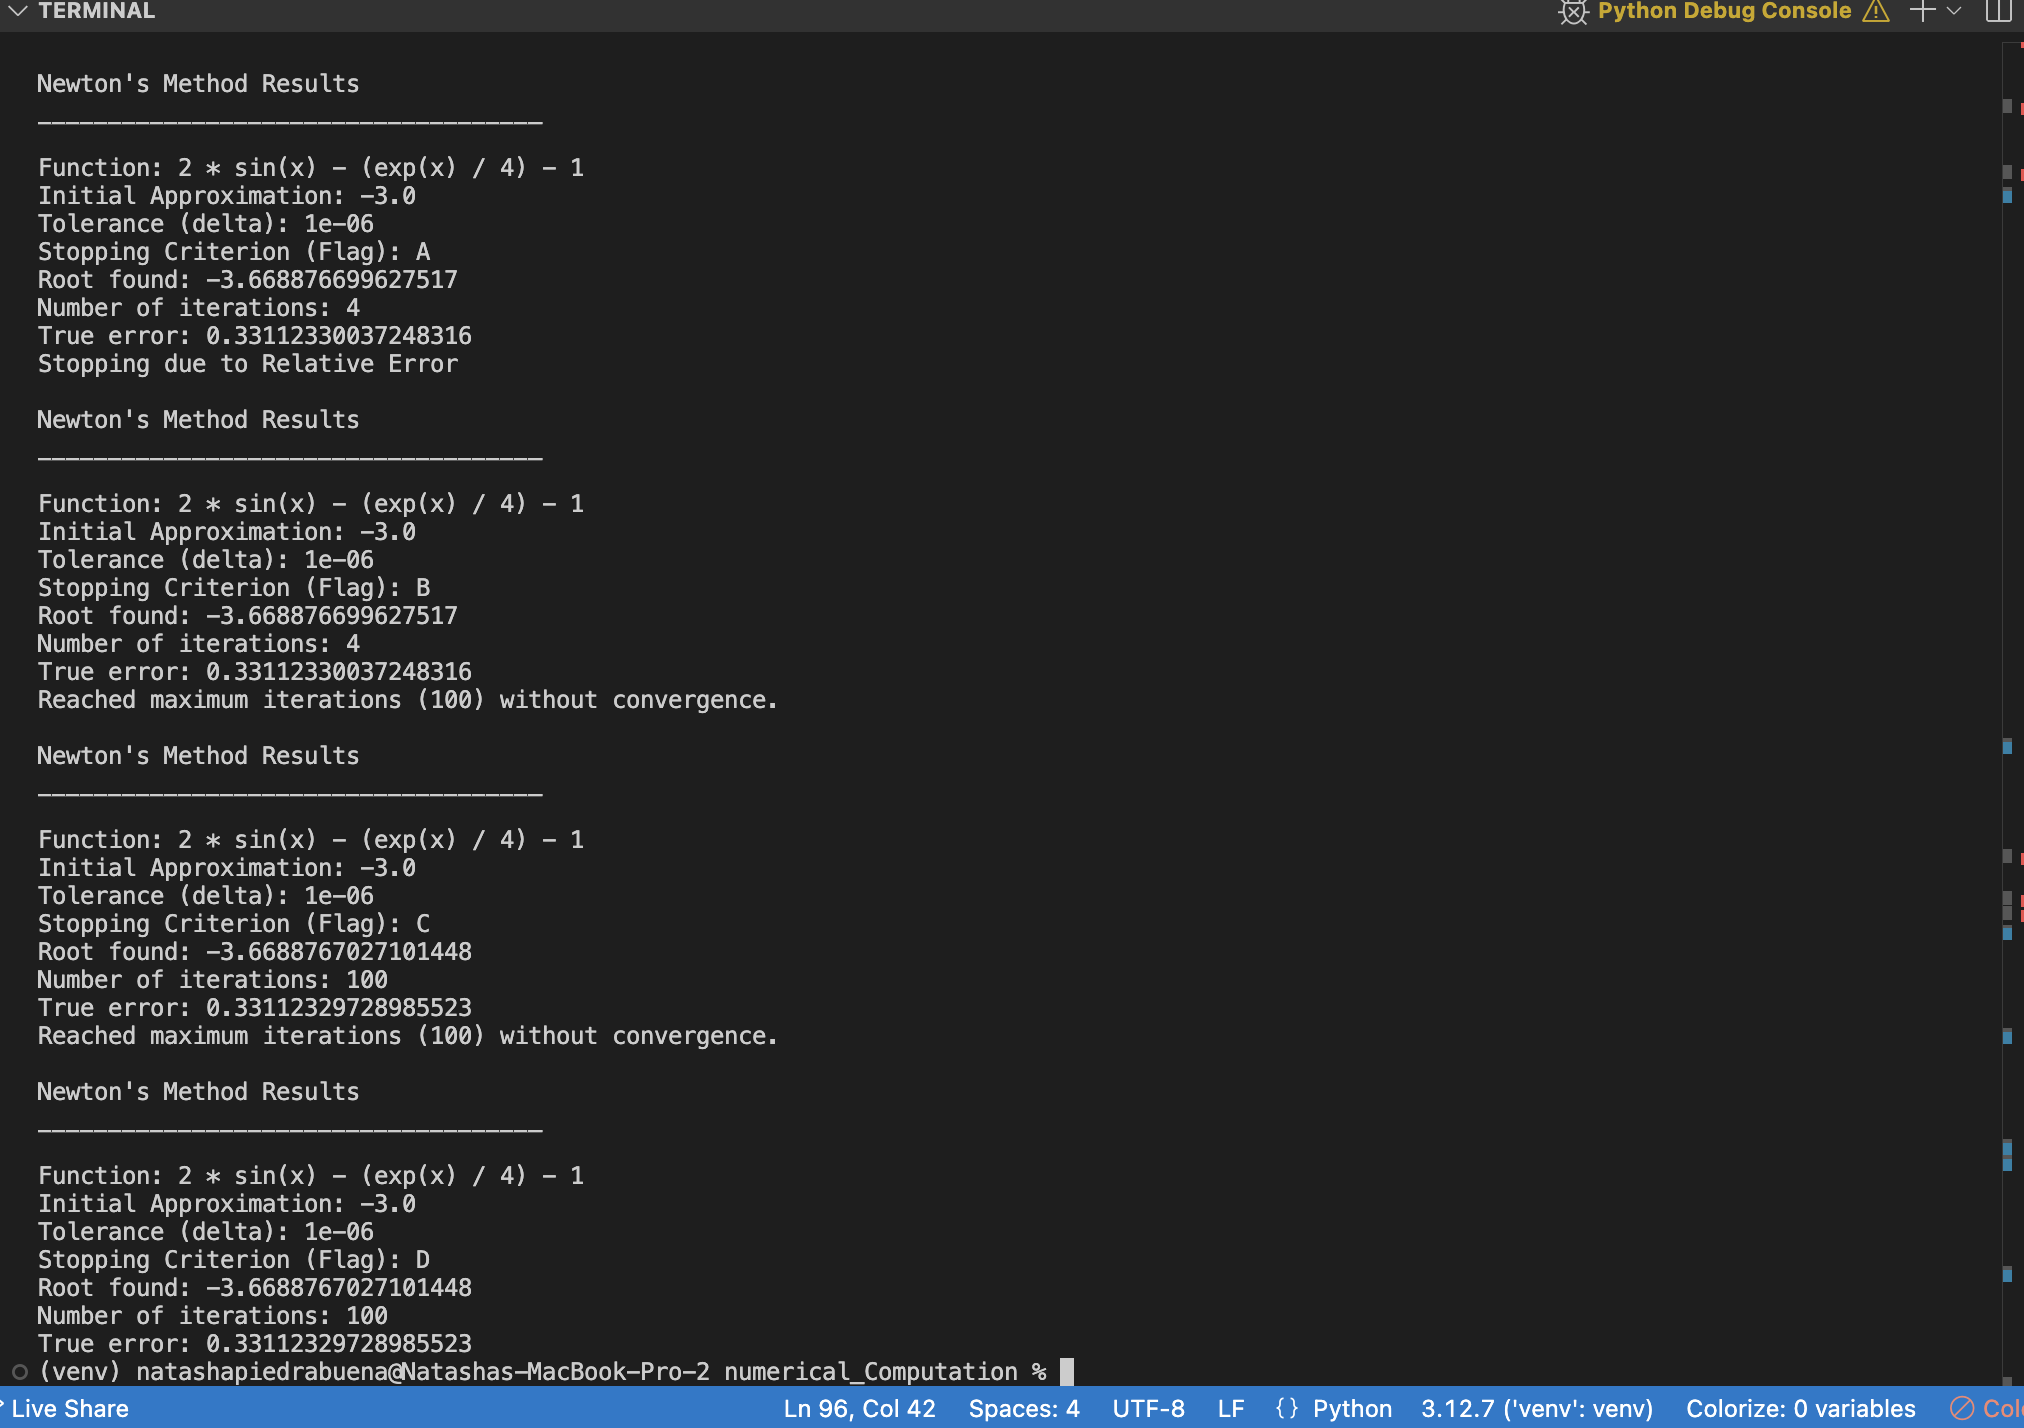 TERMINAL
Python Debug Console
Newton's Method Results
____________________________________
Function: 2 * sin(x) - (exp(x) / 4) - 1
Initial Approximation: -3.0
Tolerance (delta): 1e-06
Stopping Criterion (Flag): A
Root found: -3.668876699627517
Number of iterations: 4
True error: 0.33112330037248316
Stopping due to Relative Error
Newton's Method Results
____________________________________
Function: 2 * sin(x) - (exp(x) / 4) - 1
Initial Approximation: -3.0
Tolerance (delta): 1e-06
Stopping Criterion (Flag): B
Root found: -3.668876699627517
Number of iterations: 4
True error: 0.33112330037248316
Reached maximum iterations (100) without convergence.
Newton's Method Results
____________________________________
Function: 2 * sin(x) - (exp(x) / 4) - 1
Initial Approximation: -3.0
Tolerance (delta): 1e-06
Stopping Criterion (Flag): C
Root found: -3.6688767027101448
Number of iterations: 100
True error: 0.33112329728985523
Reached maximum iterations (100) without convergence.
Newton's Method Results
____________________________________
Function: 2 * sin(x) - (exp(x) / 4) - 1
Initial Approximation: -3.0
Tolerance (delta): 1e-06
Stopping Criterion (Flag): D
Root found: -3.6688767027101448
Number of iterations: 100
True error: 0.33112329728985523
(venv) natashapiedrabuena@Natashas-MacBook-Pro-2 numerical_Computation %
Live Share Ln 96, Col 42 Spaces: 4 UTF-8 LF {} Python 3.12.7 ('venv': venv) Colorize: 0 variables